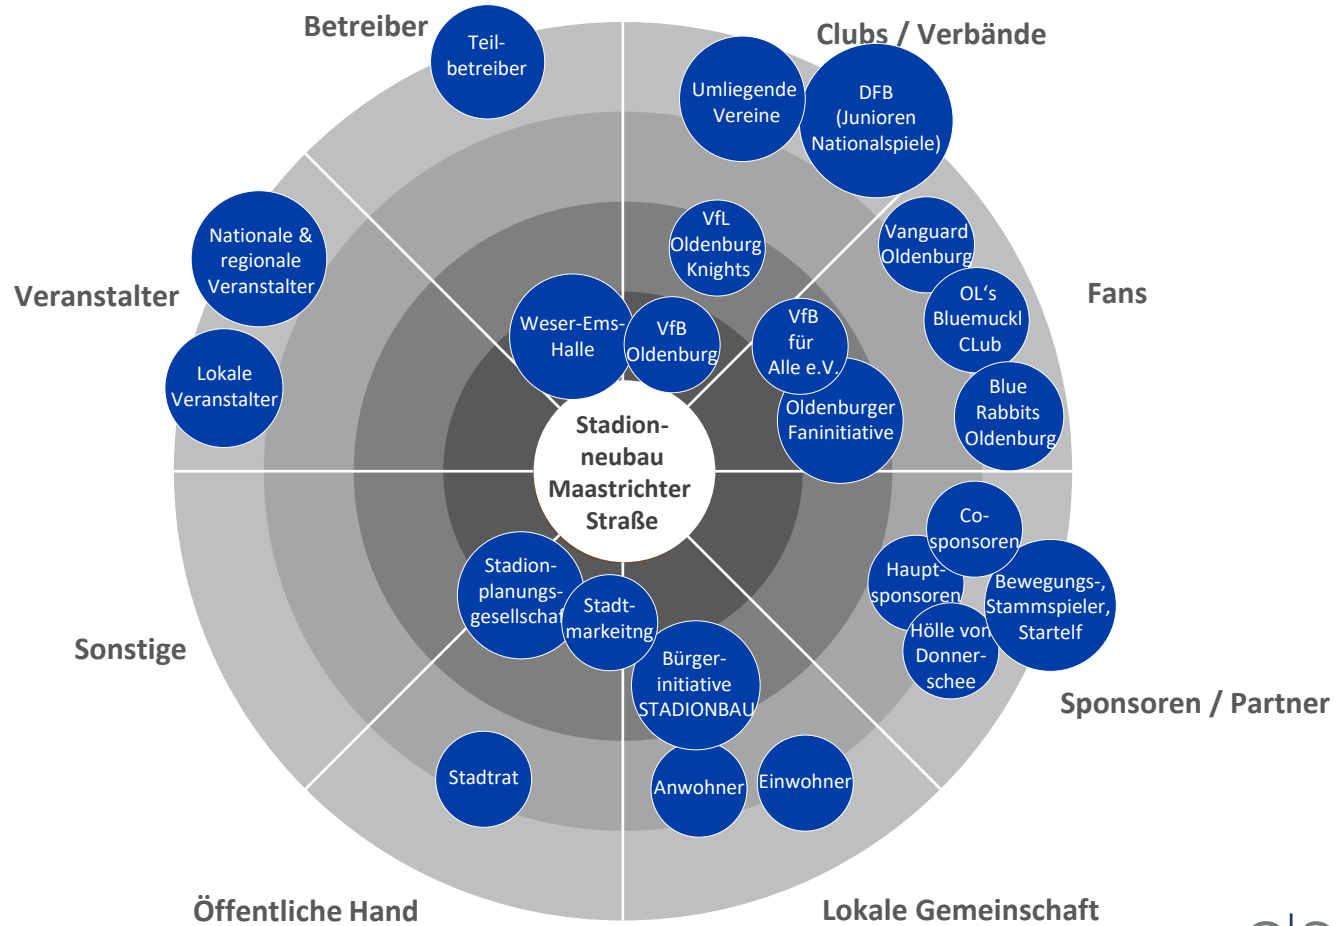 Betreiber
Teil-
betreiber
Clubs / Verbände
Umliegende
Vereine
DFB
(Junioren
Nationalspiele)
VfL
Oldenburg
Knights
Vanguard
Oldenburg
Fans
OL‘s
Bluemuckl
CLub
Blue
Rabbits
Oldenburg
Nationale &
regionale
Veranstalter
Veranstalter
Lokale
Veranstalter
Weser-Ems-
Halle
VfB
Oldenburg
VfB
für
Alle e.V.
Oldenburger
Faninitiative
Stadion-
neubau
Maastrichter
Straße
Co-
sponsoren
Haupt-
sponsoren
Bewegungs-,
Stammspieler,
Startelf
Hölle von
Donner-
schee
Sponsoren / Partner
Stadion-
planungs-
gesellschaf
Stadt-
markeitng
Bürger-
initiative
STADIONBAU
Sonstige
Stadtrat
Anwohner
Einwohner
Öffentliche Hand
Lokale Gemeinschaft